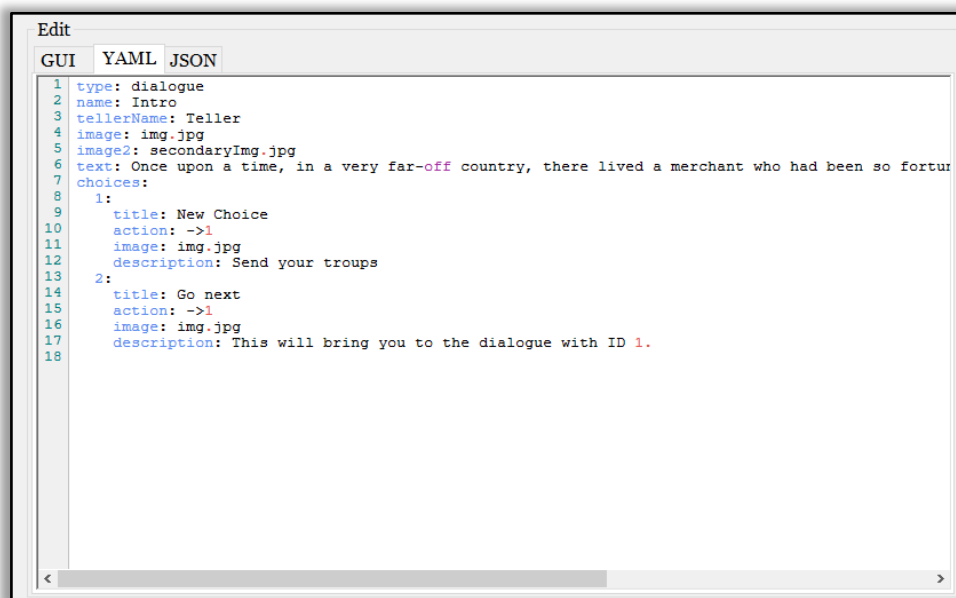 Edit
GUI YAML JSON
1 type: dialogue
2 name: Intro
3 tellerName: Teller
4 image: img.jpg
5 image2: secondaryImg.jpg
6 text: Once upon a time, in a very far-off country, there lived a merchant who had been so fortun
7 choices:
8 1:
9 title: New Choice
10 action: ->1
11 image: img.jpg
12 description: Send your troups
13 2:
14 title: Go next
15 action: ->1
16 image: img.jpg
17 description: This will bring you to the dialogue with ID 1.
18